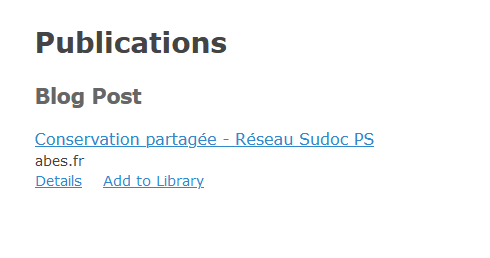 Publications
Blog Post
Conservation partagée - Réseau Sudoc PS
abes.fr
Details Add to Library